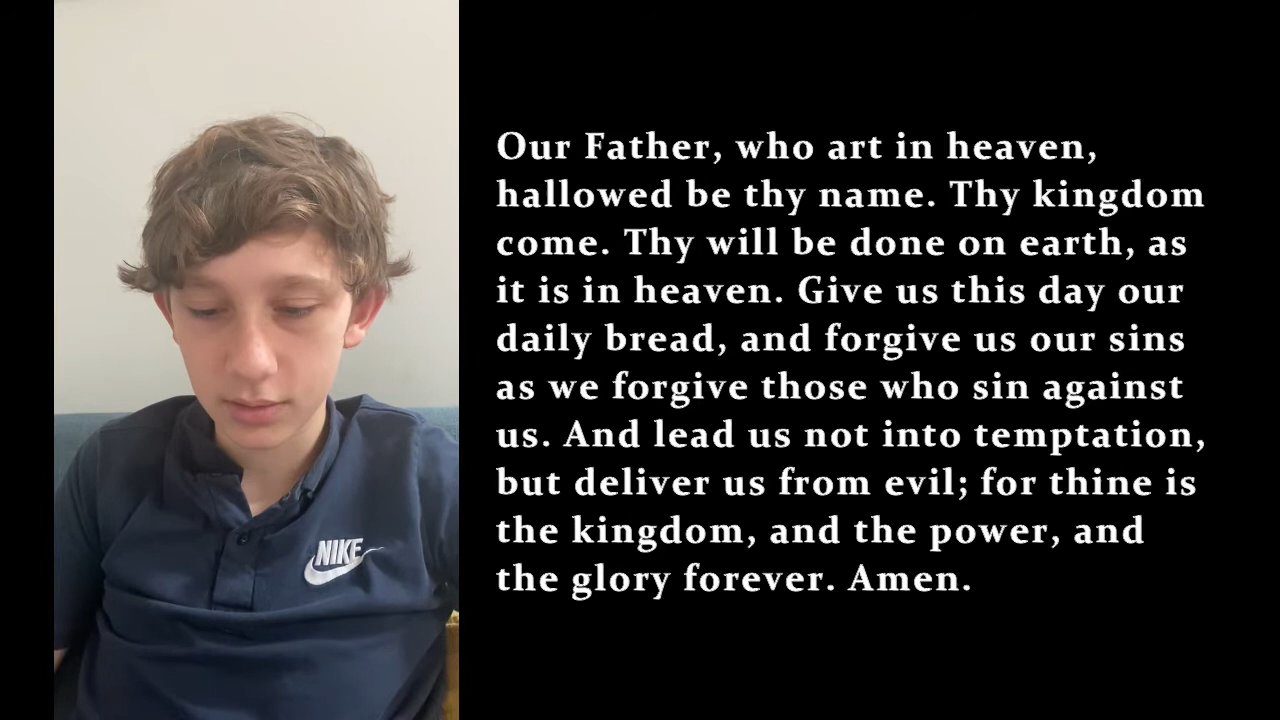 Our Father, who art in heaven,
hallowed be thy name. Thy kingdom
come. Thy will be done on earth, as
it is in heaven. Give us this day our
daily bread, and forgive us our sins
as we forgive those who sin against
us. And lead us not into temptation,
but deliver us from evil; for thine is
the kingdom, and the power, and
the glory forever. Amen.
NIKE